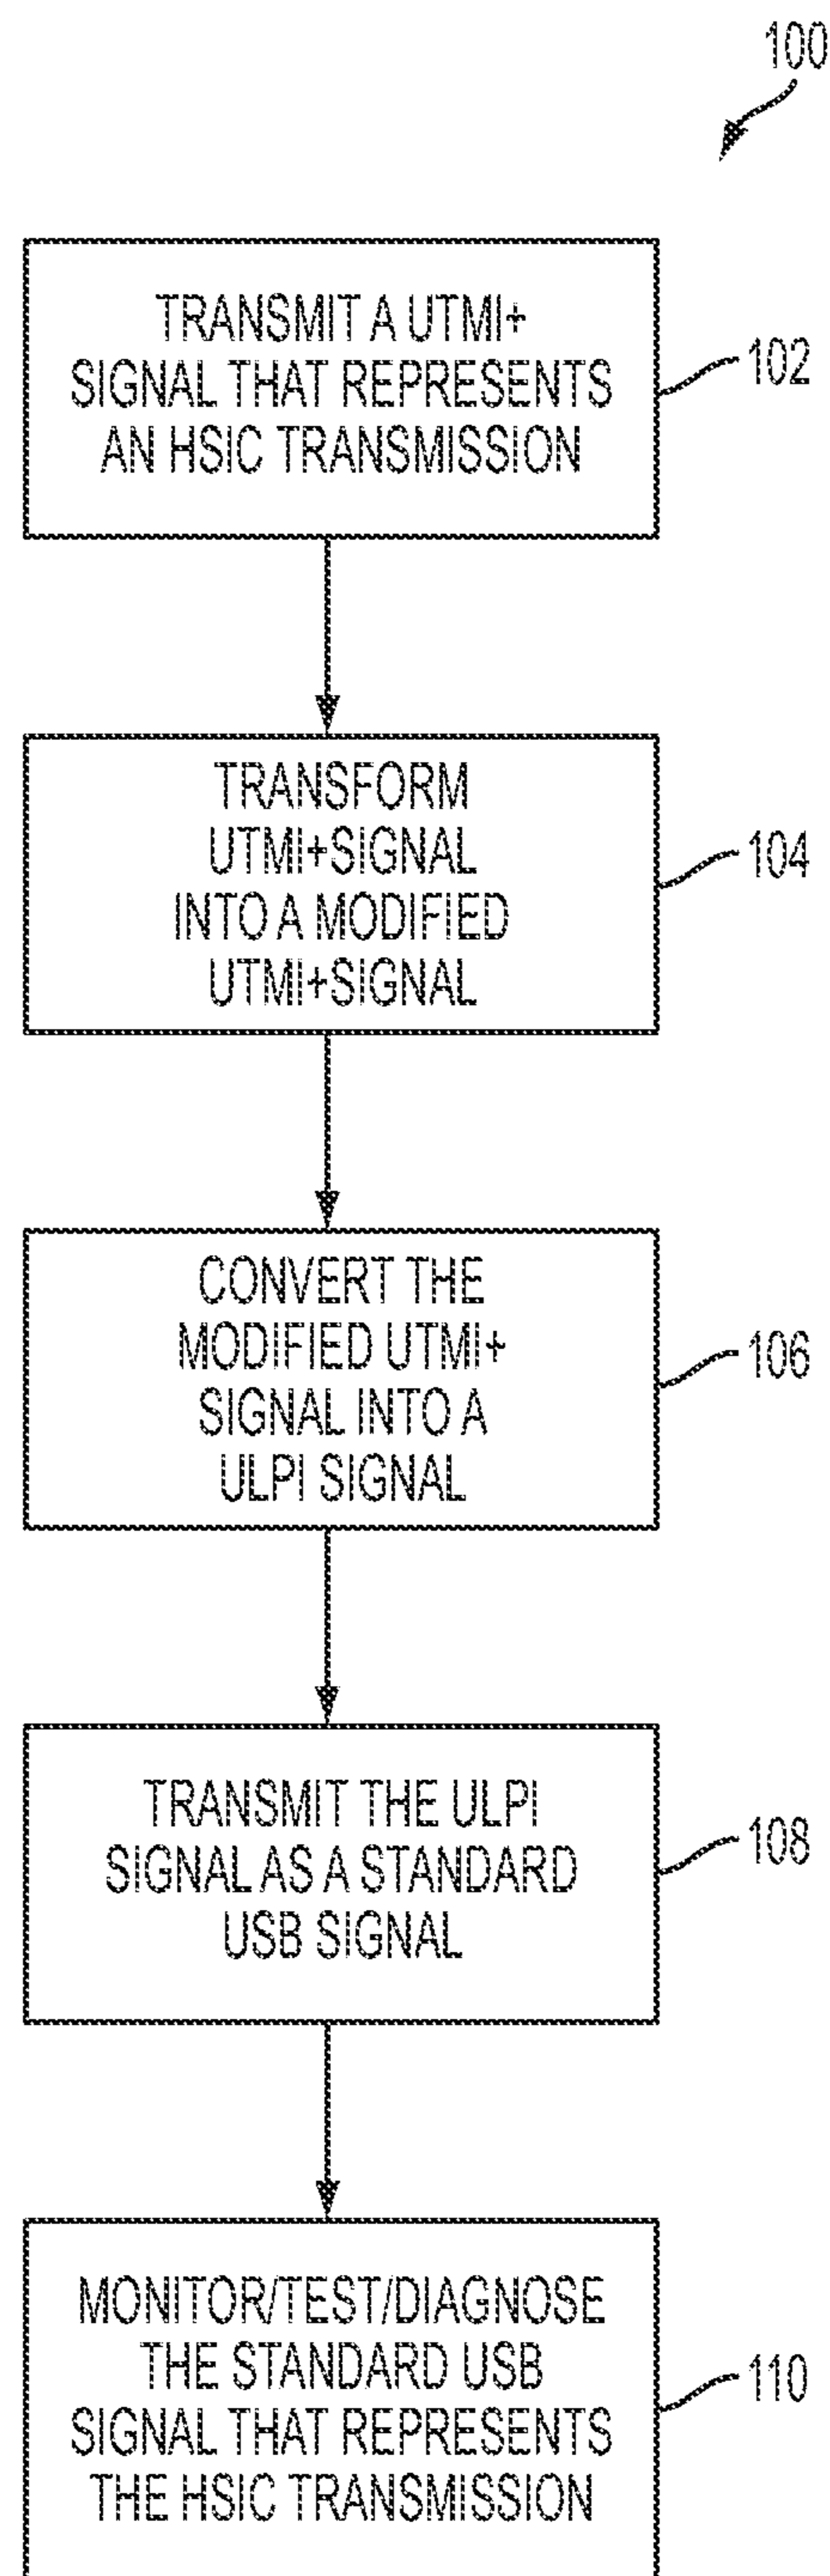 100
TRANSMIT A UTMI+
SIGNAL THAT REPRESENTS
AN HSIC TRANSMISSION
102
TRANSFORM
UTMI+SIGNAL
INTO A MODIFIED
UTMI+SIGNAL
104
CONVERT THE
MODIFIED UTMI+
SIGNAL INTO A
ULPI SIGNAL
106
TRANSMIT THE ULPI
SIGNAL AS A STANDARD
USB SIGNAL
108
MONITOR/TEST/DIAGNOSE
THE STANDARD USB
SIGNAL THAT REPRESENTS
THE HSIC TRANSMISSION
110